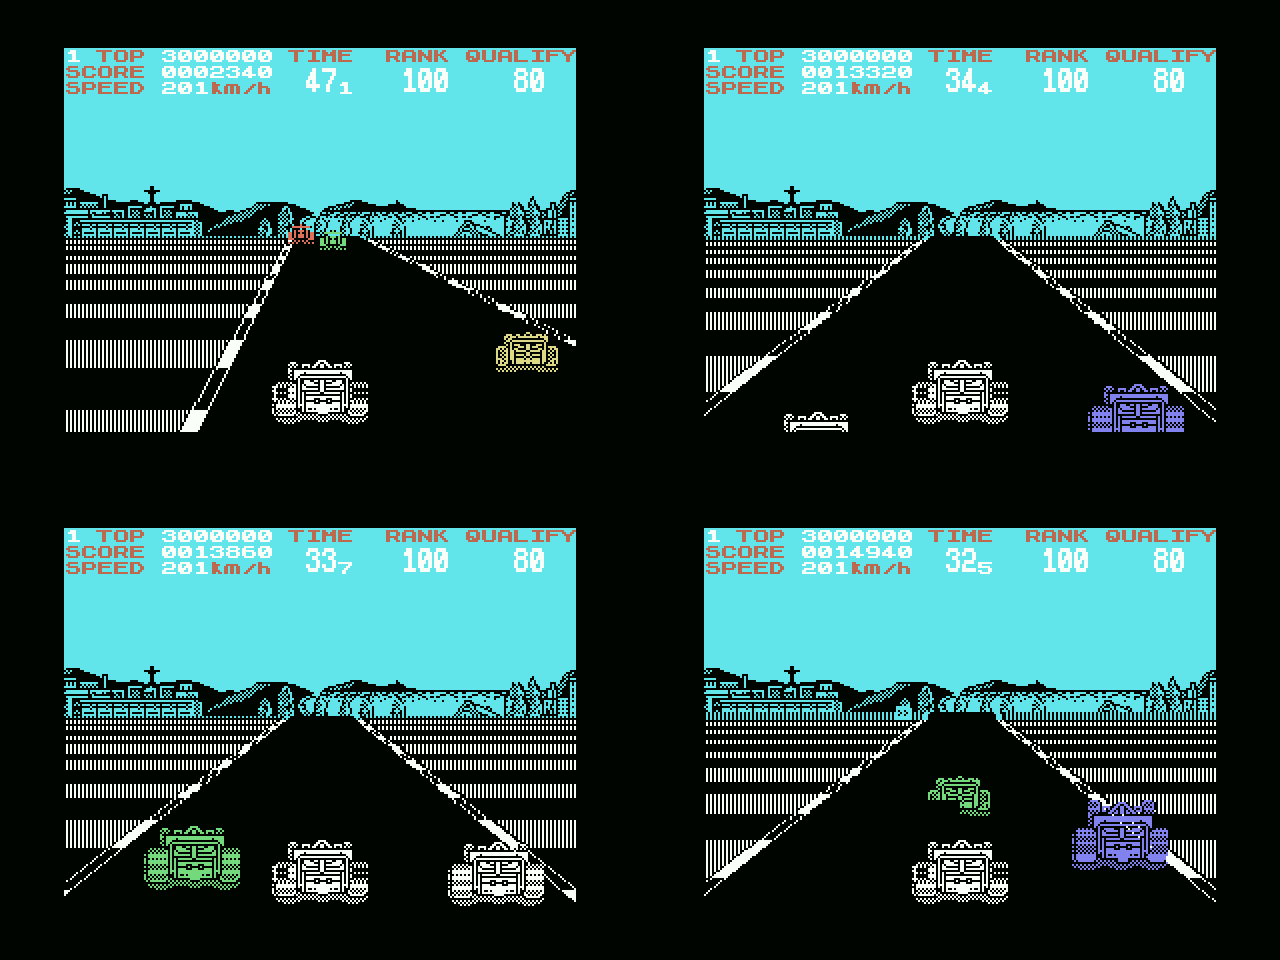 1 TOP 3000000 TIME RANK QUALIFY
SCORE 0002340 47 1 100 80
SPEED 201km/h
1 TOP 3000000 TIME RANK QUALIFY
SCORE 0013320 34 4 100 80
SPEED 201km/h
1 TOP 3000000 TIME RANK QUALIFY
SCORE 0013860 33 7 100 80
SPEED 201km/h
1 TOP 3000000 TIME RANK QUALIFY
SCORE 0014940 32 5 100 80
SPEED 201km/h